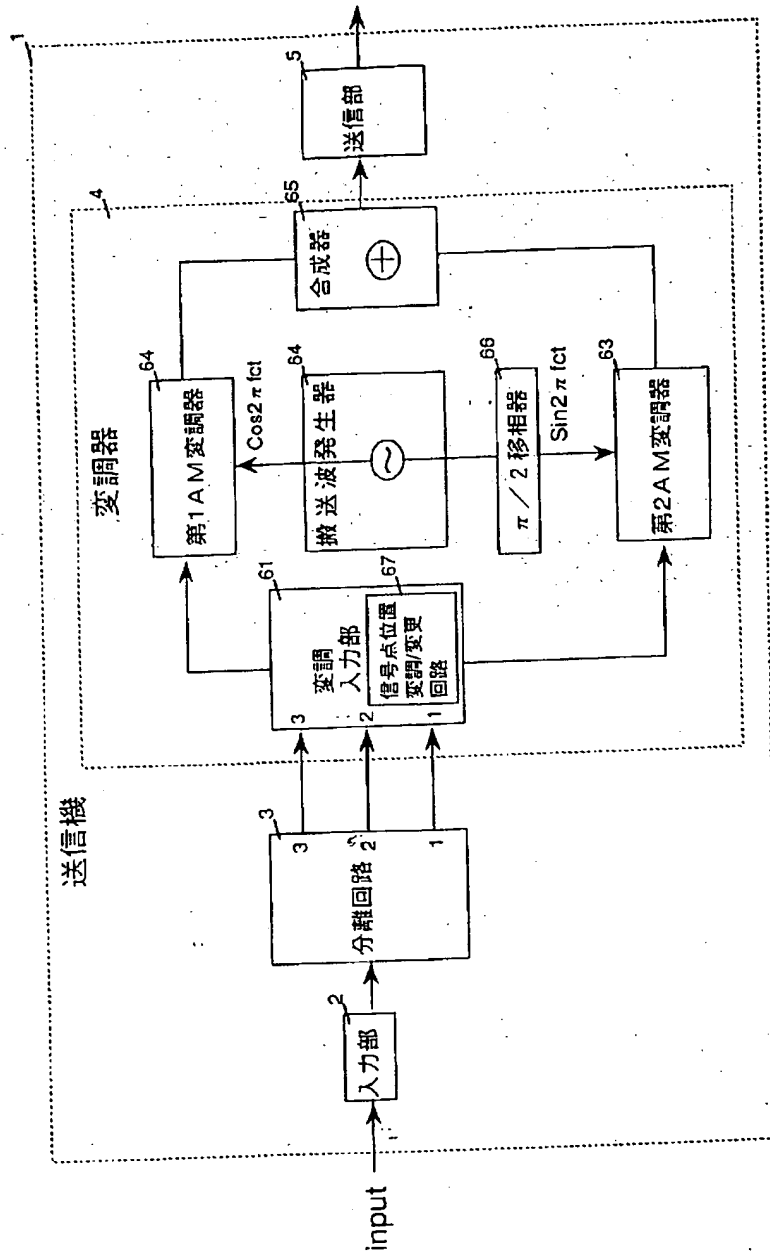 input
送信機
1
2
入力部
3
分離回路
3
2
1
変調器
4
61
変調
入力部
3
2
1
67
信号点位置
変調/変更
回路
64
第1AM変調器
Cos2πfct
64
搬送波発生器
~
66
π/2移相器
Sin2πfct
63
第2AM変調器
65
合成器
+
5
送信部